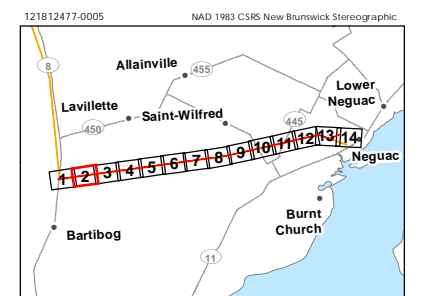 121812477-0005 NAD 1983 CSRS New Brunswick Stereographic
8
Allainville
455
Lower
Neguac
Lavillette
450
Saint-Wilfred
445
1 2 3 4 5 6 7 8 9 10 11 12 13 14
Neguac
Burnt
Church
Bartibog
11